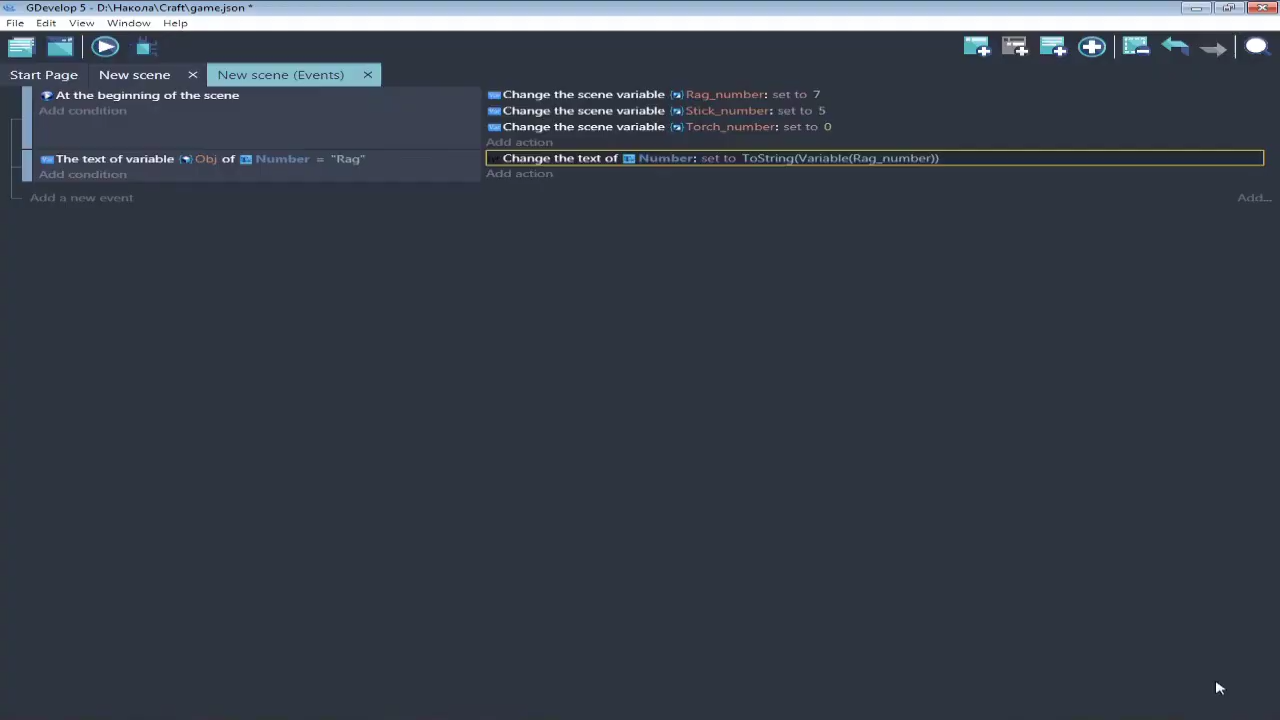 GDevelop 5 - D:\Накола\Craft\game.json *
File Edit View Window Help
Start Page New scene × New scene (Events) ×
At the beginning of the scene
Add condition
Change the scene variable Rag_number: set to 7
Change the scene variable Stick_number: set to 5
Change the scene variable Torch_number: set to 0
Add action
The text of variable Obj of Number = "Rag"
Add condition
Change the text of Number: set to ToString(Variable(Rag_number))
Add action
Add a new event
Add...